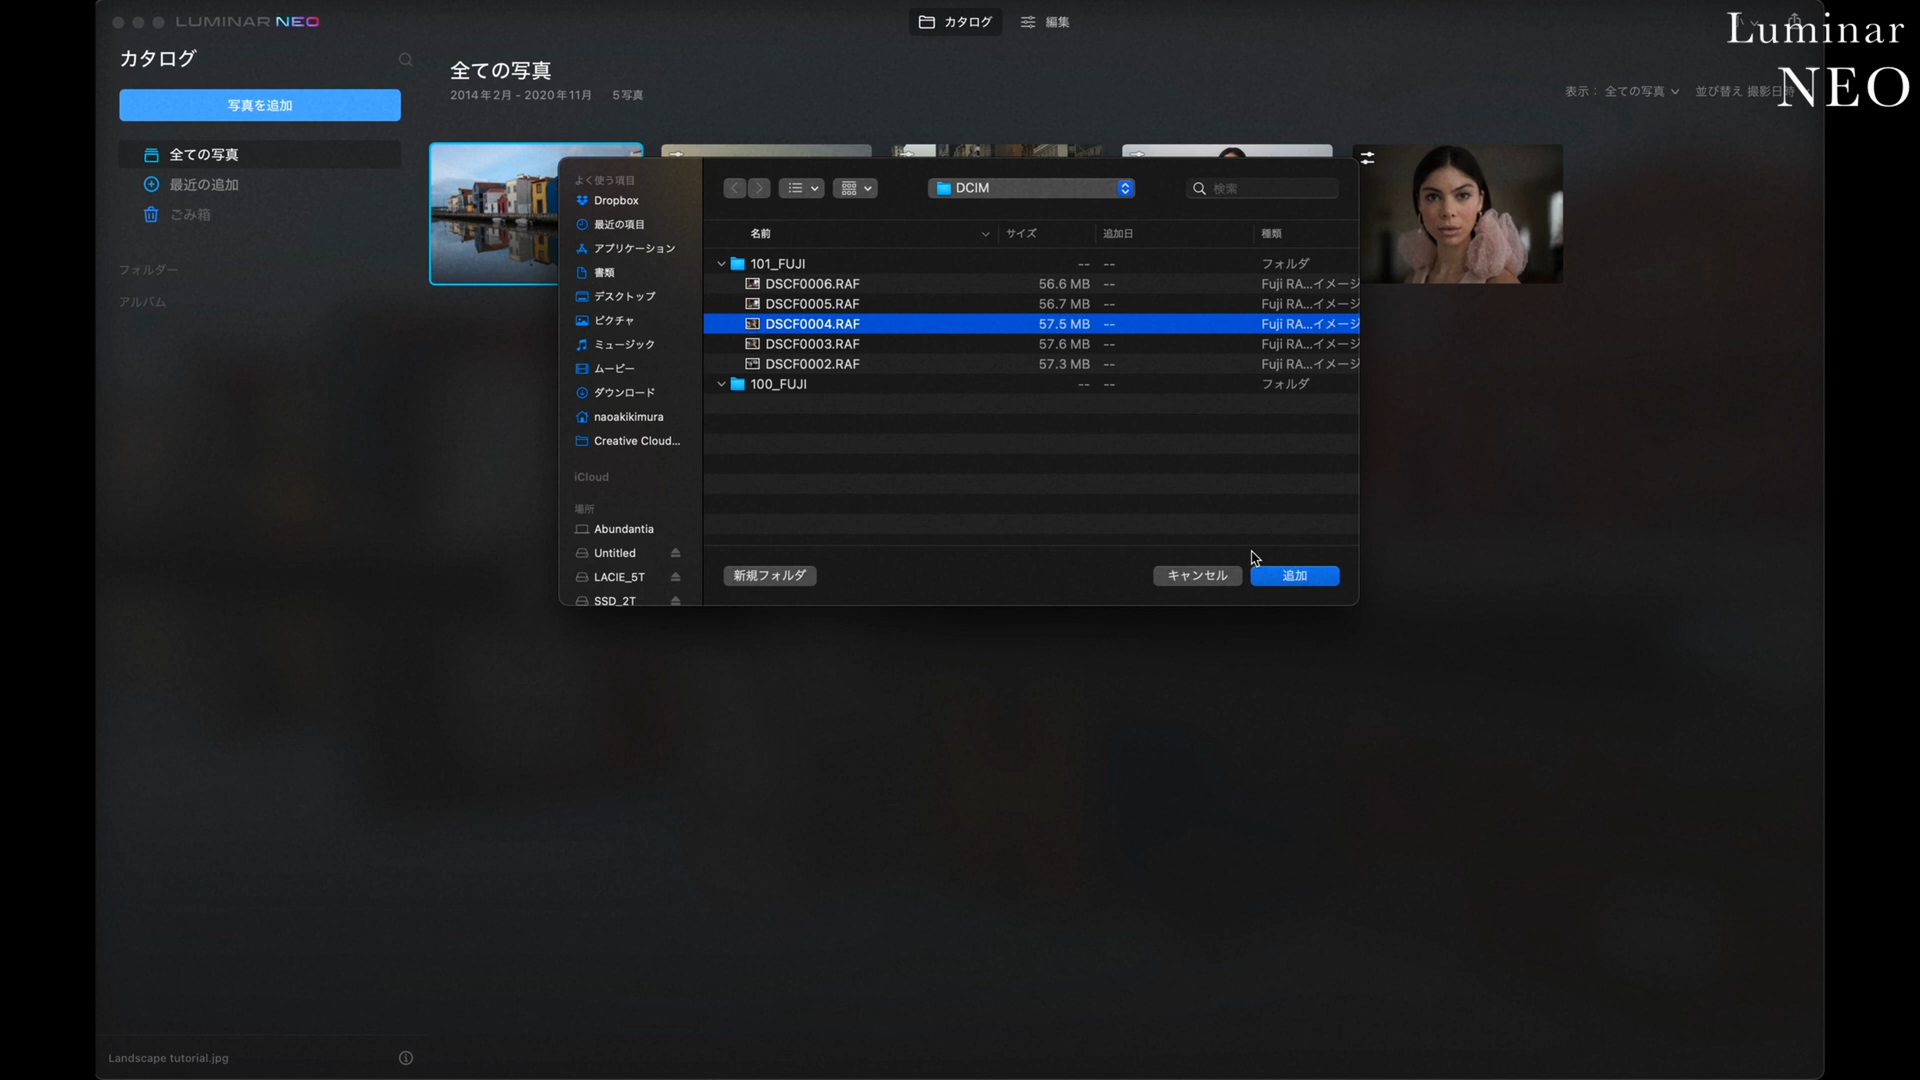 LUMINAR NEO
カタログ
編集
Luminar
NEO
カタログ
写真を追加
全ての写真
最近の追加
ごみ箱
フォルダー
アルバム
全ての写真
2014年2月 - 2020年11月 5写真
表示： 全ての写真 並び替え 撮影日時
よく使う項目
Dropbox
最近の項目
アプリケーション
書類
デスクトップ
ピクチャ
ミュージック
ムービー
ダウンロード
naoakikimura
Creative Cloud...
iCloud
場所
Abundantia
Untitled
LACIE_5T
SSD_2T
DCIM
検索
名前 サイズ 追加日 種類
101_FUJI -- -- フォルダ
DSCF0006.RAF 56.6 MB -- Fuji RA...イメージ
DSCF0005.RAF 56.7 MB -- Fuji RA...イメージ
DSCF0004.RAF 57.5 MB -- Fuji RA...イメージ
DSCF0003.RAF 57.6 MB -- Fuji RA...イメージ
DSCF0002.RAF 57.3 MB -- Fuji RA...イメージ
100_FUJI -- -- フォルダ
新規フォルダ キャンセル 追加
Landscape tutorial.jpg